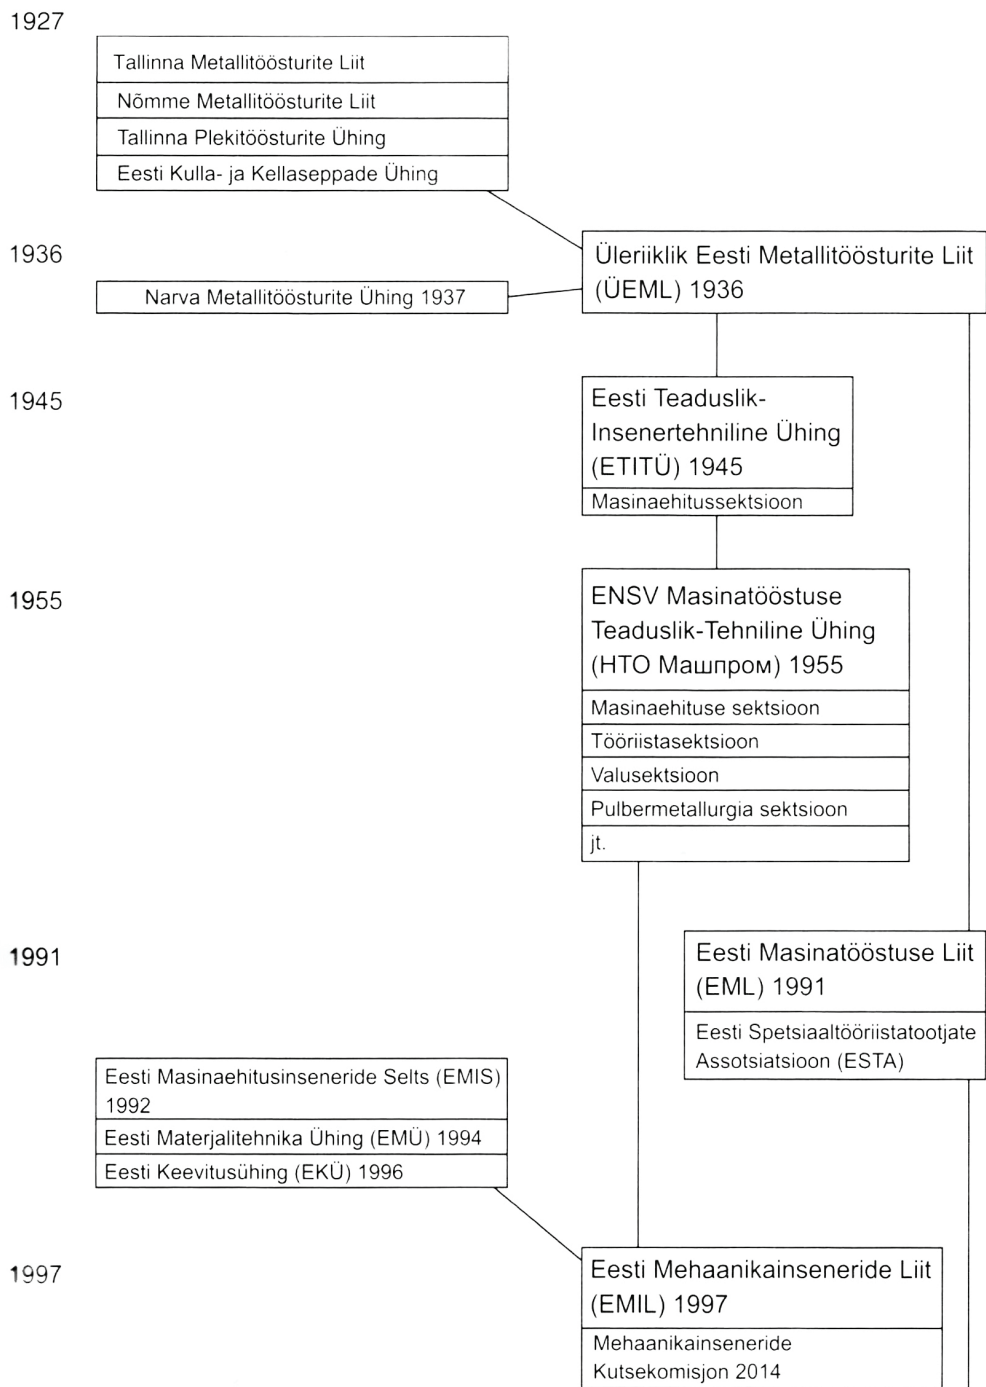 1927
Tallinna Metallitöösturite Liit
Nõmme Metallitöösturite Liit
Tallinna Plekitöösturite Ühing
Eesti Kulla- ja Kellaseppade Ühing
1936
Üleriiklik Eesti Metallitöösturite Liit
(ÜEML) 1936
Narva Metallitöösturite Ühing 1937
1945
Eesti Teaduslik-
Insenertehniline Ühing
(ETITÜ) 1945
Masinaehitussektsioon
1955
ENSV Masinatööstuse
Teaduslik-Tehniline Ühing
(НТО Машпром) 1955
Masinaehituse sektsioon
Tööriistasektsioon
Valusektsioon
Pulbermetallurgia sektsioon
jt.
1991
Eesti Masinatööstuse Liit
(EML) 1991
Eesti Spetsiaaltööriistatootjate
Assotsiatsioon (ESTA)
Eesti Masinaehitusinseneride Selts (EMIS)
1992
Eesti Materjalitehnika Ühing (EMÜ) 1994
Eesti Keevitusühing (EKÜ) 1996
1997
Eesti Mehaanikainseneride Liit
(EMIL) 1997
Mehaanikainseneride
Kutsekomisjon 2014